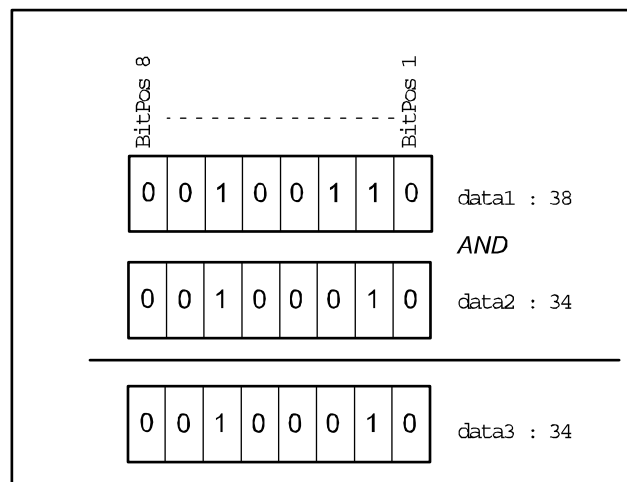 BitPos 8
BitPos 1
0 0 1 0 0 1 1 0 data1 : 38
AND
0 0 1 0 0 0 1 0 data2 : 34
0 0 1 0 0 0 1 0 data3 : 34